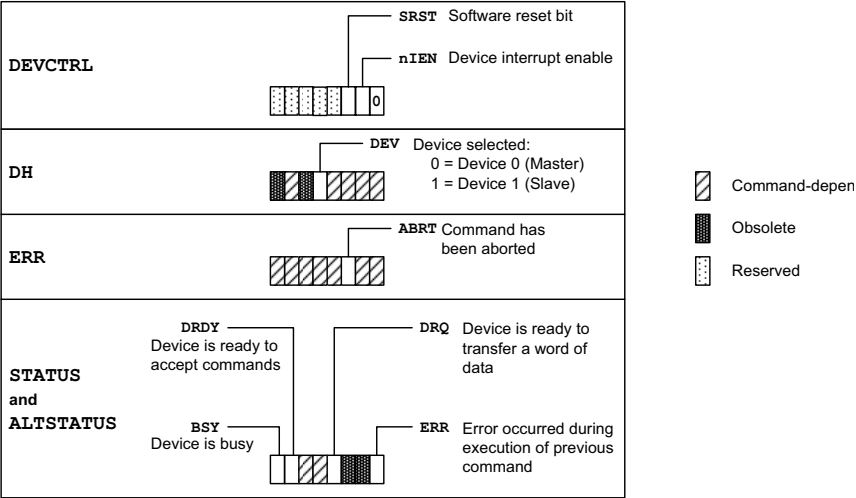 DEVCTRL
SRST Software reset bit
nIEN Device interrupt enable
0
DH
DEV Device selected:
0 = Device 0 (Master)
1 = Device 1 (Slave)
ERR
ABRT Command has
been aborted
STATUS
and
ALTSTATUS
DRDY
Device is ready to
accept commands
BSY
Device is busy
DRQ Device is ready to
transfer a word of
data
ERR Error occurred during
execution of previous
command
Command-depen
Obsolete
Reserved